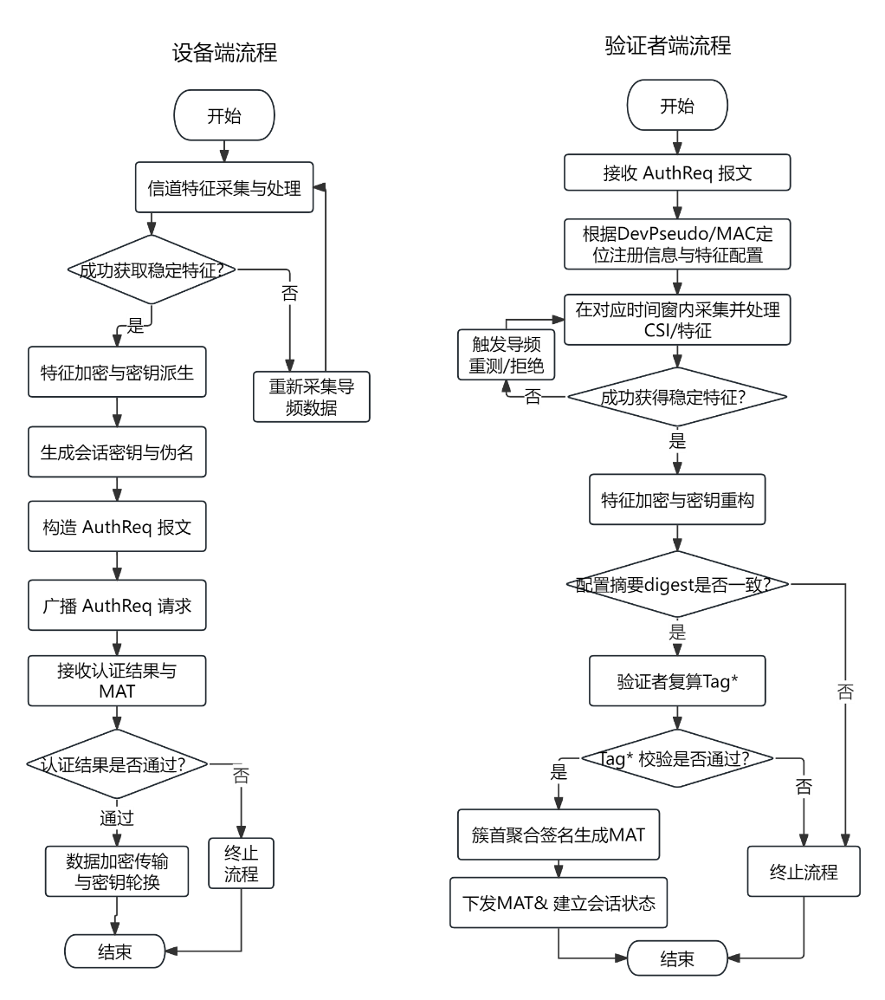 设备端流程
开始
信道特征采集与处理
成功获取稳定特征?
否
是
重新采集导
频数据
特征加密与密钥派生
生成会话密钥与伪名
构造 AuthReq 报文
广播 AuthReq 请求
接收认证结果与
MAT
认证结果是否通过?
否
通过
数据加密传输
与密钥轮换
终止
流程
结束
验证者端流程
开始
接收 AuthReq 报文
根据DevPseudo/MAC定
位注册信息与特征配置
在对应时间窗内采集并处理
CSI/特征
触发导频
重测/拒绝
成功获得稳定特征?
否
是
特征加密与密钥重构
配置摘要digest是否一致?
是
否
验证者复算Tag*
Tag* 校验是否通过?
是
否
簇首聚合签名生成MAT
下发MAT& 建立会话状态
终止流程
结束